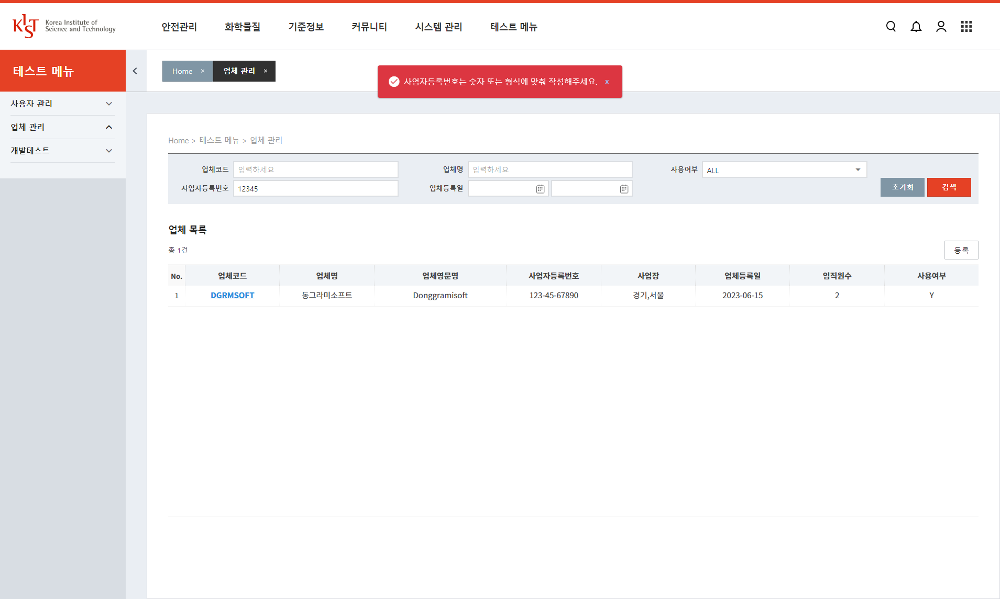 KIST Korea Institute of
Science and Technology
안전관리 화학물질 기준정보 커뮤니티 시스템 관리 테스트 메뉴
테스트 메뉴
사용자 관리
업체 관리
개발테스트
Home × 업체 관리 ×
사업자등록번호는 숫자 또는 형식에 맞춰 작성해주세요. x
Home > 테스트 메뉴 > 업체 관리
업체코드 입력하세요 업체명 입력하세요 사용여부 ALL
사업자등록번호 12345 업체등록일 초기화 검색
업체 목록
총 1건 등록
No. 업체코드 업체명 업체영문명 사업자등록번호 사업장 업체등록일 임직원수 사용여부
1 DGRMSOFT 동그라미소프트 Donggramisoft 123-45-67890 경기,서울 2023-06-15 2 Y